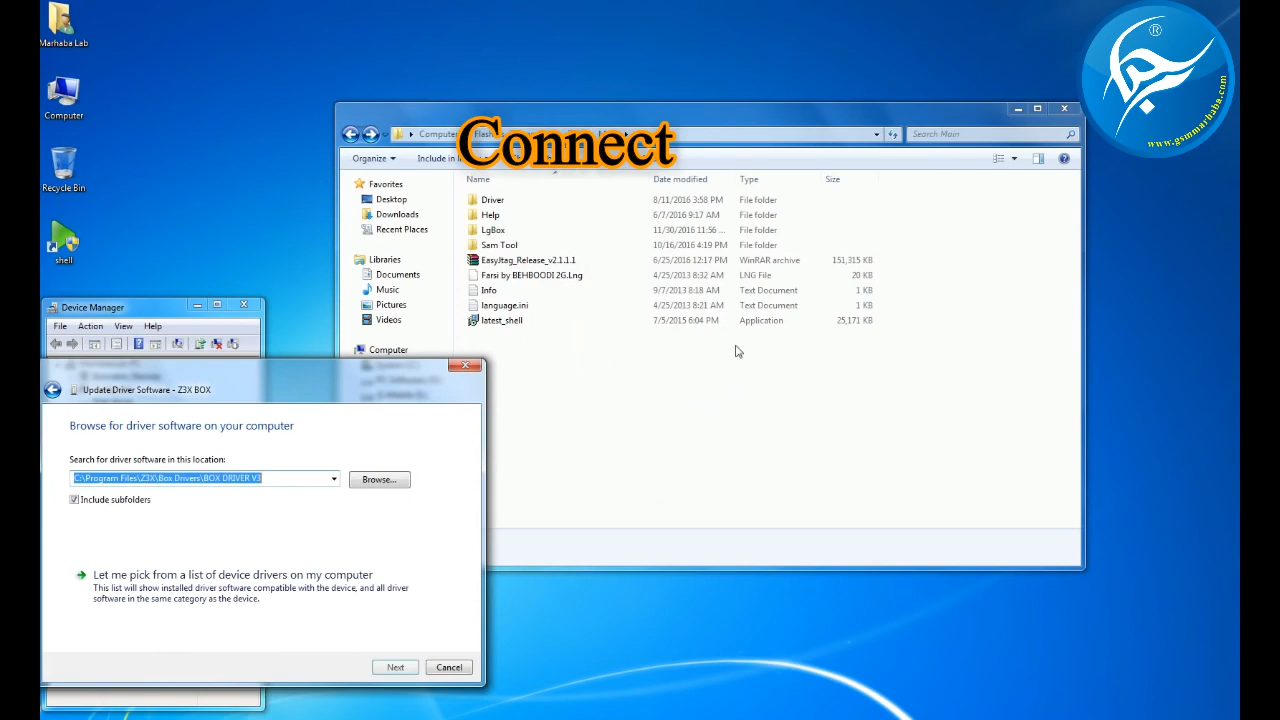 Marhaba Lab
Computer
Recycle Bin
shell
®
www.gsmmarhaba.com
Connect
Computer
Flash
Search Main
Organize
Include in
Name
Date modified
Type
Size
Favorites
Desktop
Downloads
Recent Places
Libraries
Documents
Music
Pictures
Videos
Computer
Driver 8/11/2016 3:58 PM File folder
Help 6/7/2016 9:17 AM File folder
LgBox 11/30/2016 11:56 ... File folder
Sam Tool 10/16/2016 4:19 PM File folder
EasyJtag_Release_v2.1.1.1 6/25/2016 12:17 PM WinRAR archive 151,315 KB
Farsi by BEHBOODI 2G.Lng 4/25/2013 8:32 AM LNG File 20 KB
Info 9/7/2013 8:18 AM Text Document 1 KB
language.ini 4/25/2013 8:21 AM Text Document 1 KB
latest_shell 7/5/2015 6:04 PM Application 25,171 KB
Device Manager
File Action View Help
Update Driver Software - Z3X BOX
Browse for driver software on your computer
Search for driver software in this location:
C:\Program Files\Z3X\Box Drivers\BOX DRIVER V3
Browse...
Include subfolders
Let me pick from a list of device drivers on my computer
This list will show installed driver software compatible with the device, and all driver
software in the same category as the device.
Next
Cancel